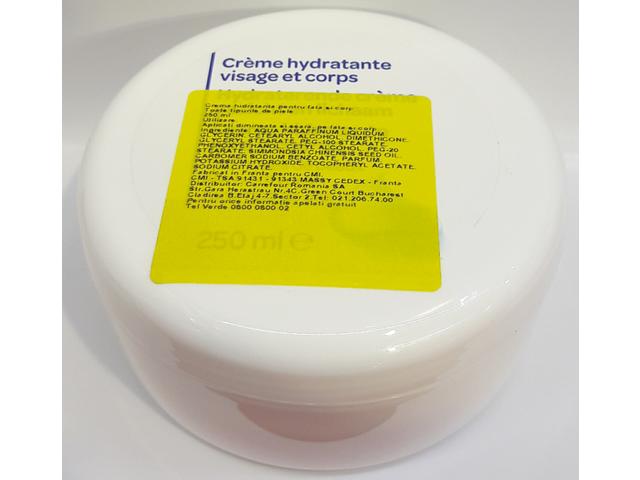 Crème hydratante
visage et corps
Hydraterende crème
Crema hidratanta pentru fata si corp
Toate tipurile de piele
250 ml
Utilizare
Aplicati dimineata si seara, pe fata si corp
Ingrediente: AQUA PARAFFINUM LIQUIDUM,
GLYCERIN, CETEARYL ALCOHOL, DIMETHICONE,
GLYCERYL STEARATE, PEG-100 STEARATE,
PHENOXYETHANOL, CETYL ALCOHOL, PEG-20
STEARATE, SIMMONDSIA CHINENSIS SEED OIL,
CARBOMER SODIUM BENZOATE, PARFUM,
POTASSIUM HYDROXIDE, TOCOPHERYL ACETATE,
SODIUM CITRATE.
Fabricat in Franta pentru CMI,
CMI - TSA 91431 - 91343 MASSY CEDEX - Franta
Distribuitor: Carrefour Romania SA
Str.Gara Herastrau Nr.4C,Green Court Bucharest
Cladirea B,Etaj 4-7,Sector 2.Tel: 021.206.74.00
Pentru orice informatie apelati gratuit
Tel Verde 0800 0800 02
250 ml e